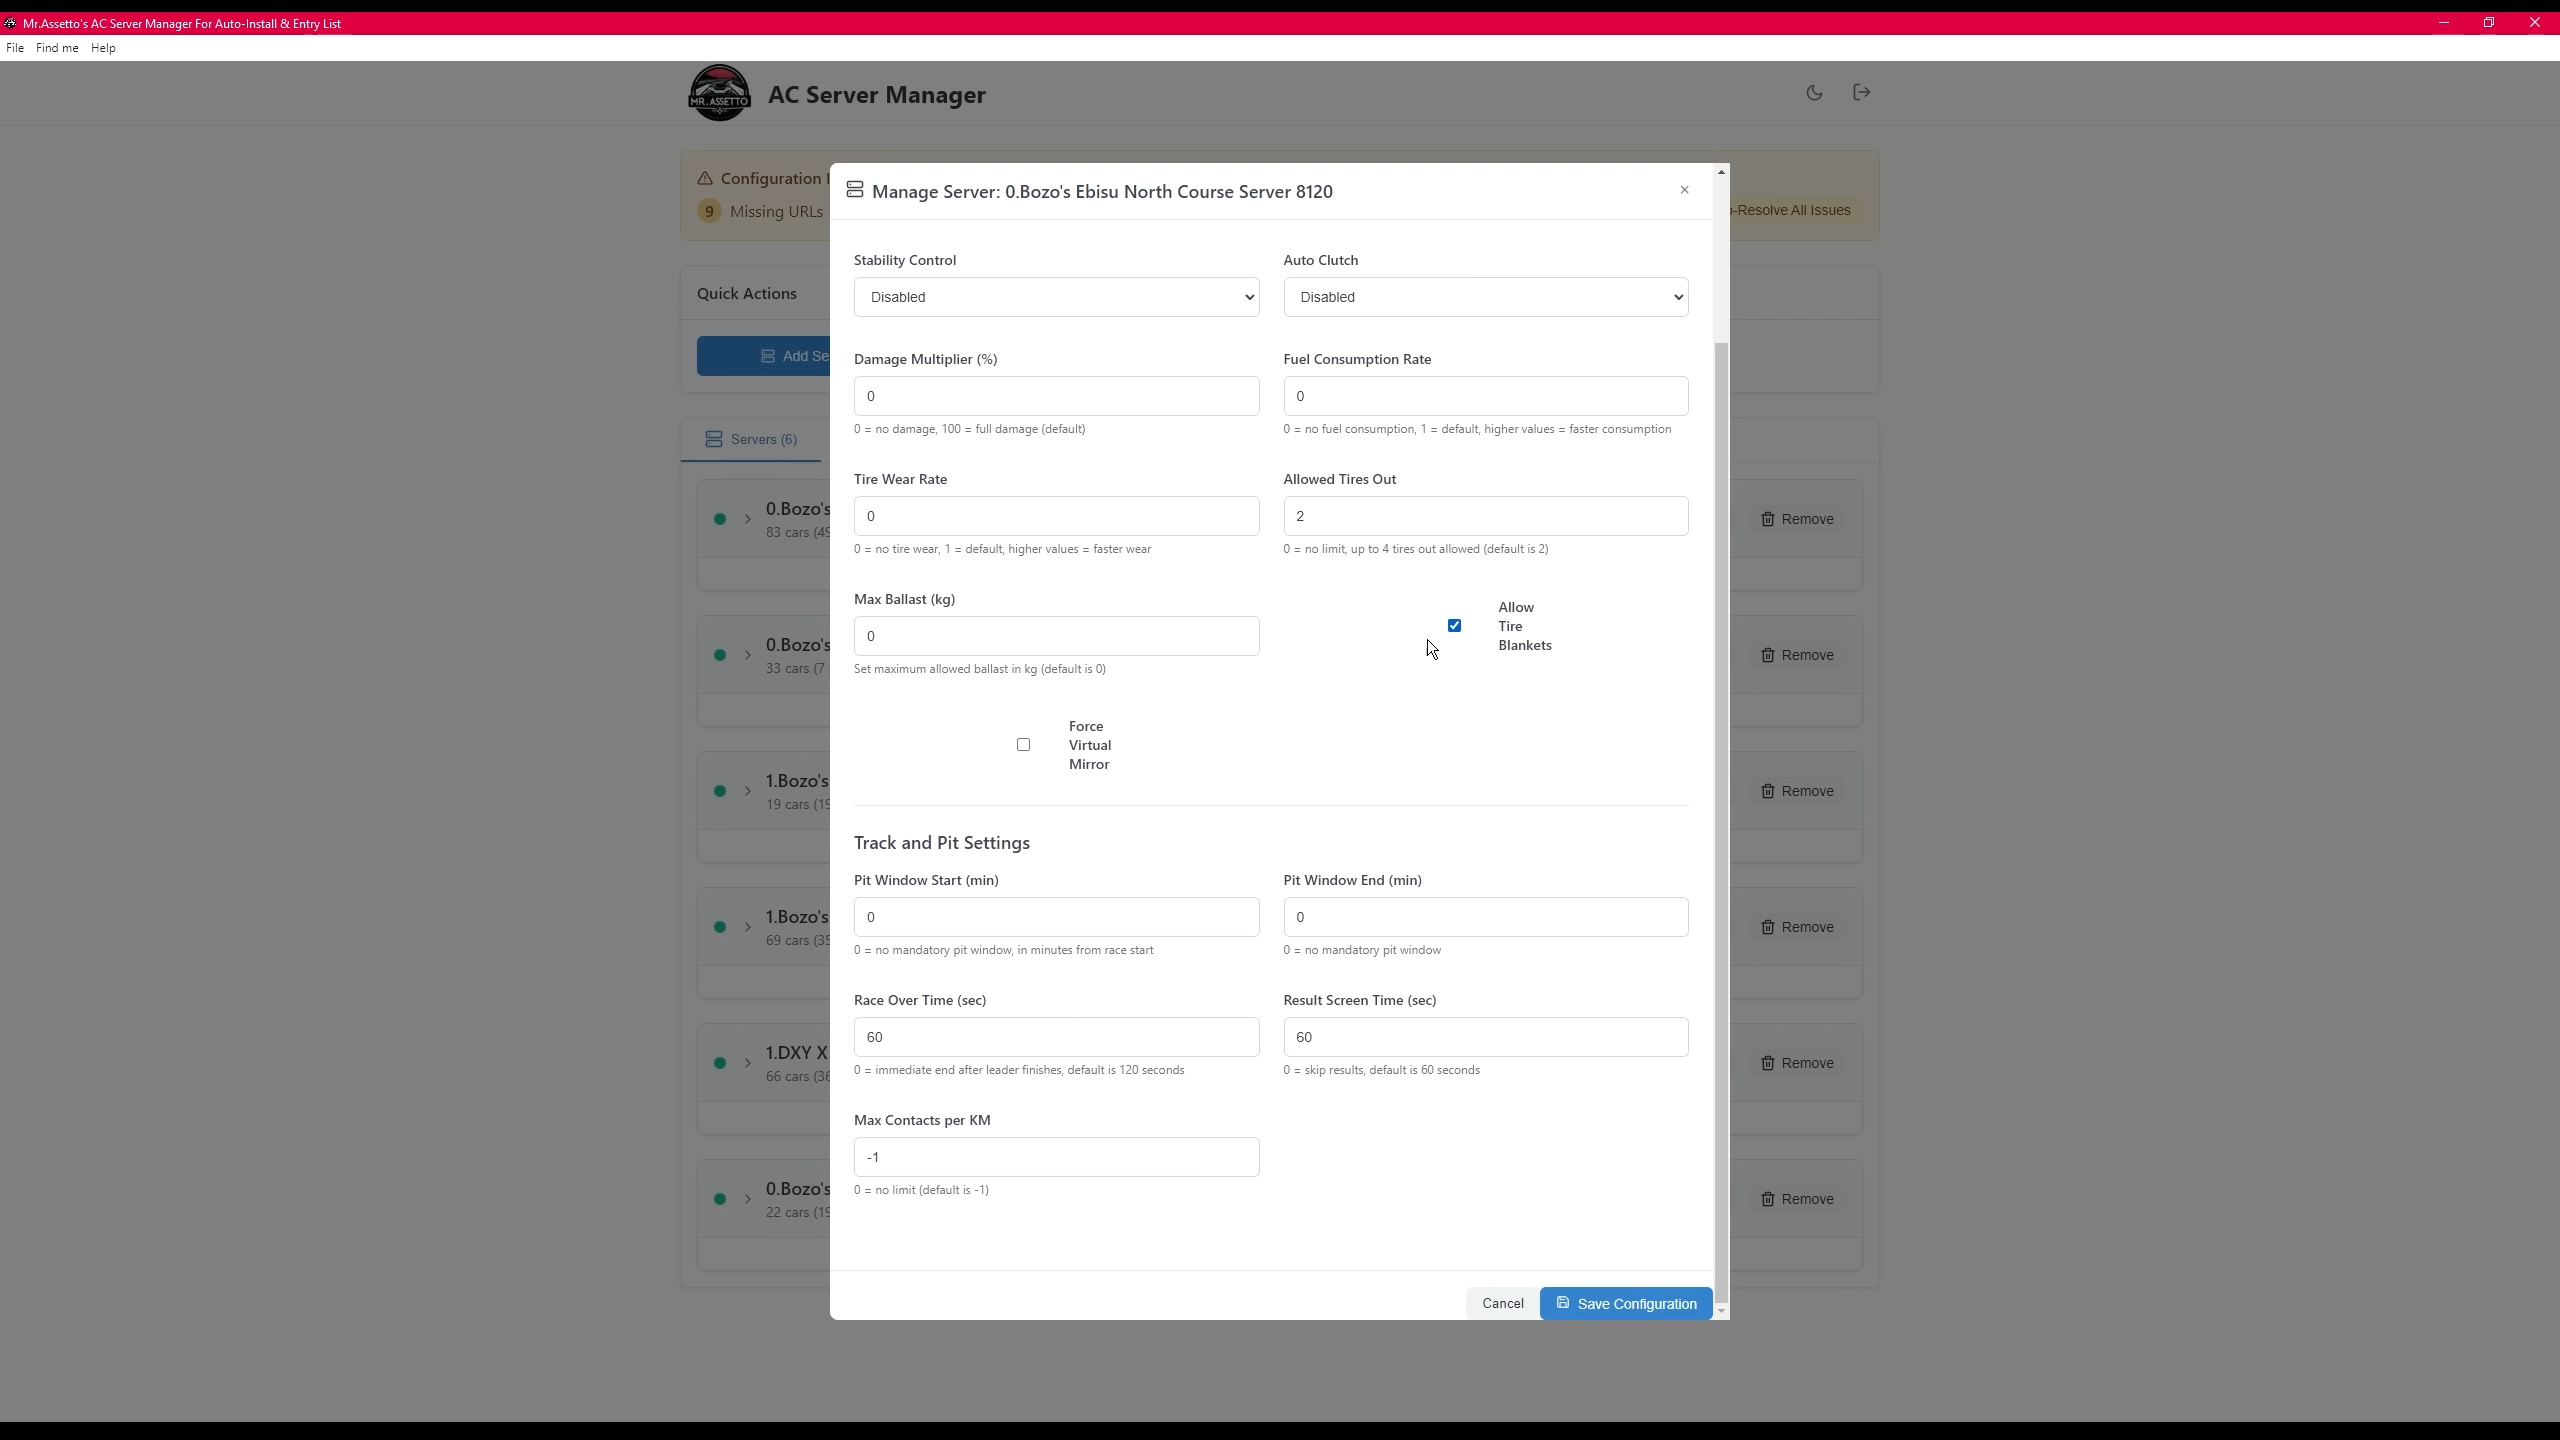 Mr.Assetto's AC Server Manager For Auto-Install & Entry List
File Find me Help
MR. ASSETTO
AC Server Manager
Configuration
9 Missing URLs
-Resolve All Issues
Quick Actions
Add Se
Servers (6)
0.Bozo's
83 cars (49
Remove
0.Bozo's
33 cars (7
Remove
1.Bozo's
19 cars (19
Remove
1.Bozo's
69 cars (35
Remove
1.DXY X
66 cars (36
Remove
0.Bozo's
22 cars (19
Remove
Manage Server: 0.Bozo's Ebisu North Course Server 8120
×
Stability Control
Disabled
Auto Clutch
Disabled
Damage Multiplier (%)
0
0 = no damage, 100 = full damage (default)
Fuel Consumption Rate
0
0 = no fuel consumption, 1 = default, higher values = faster consumption
Tire Wear Rate
0
0 = no tire wear, 1 = default, higher values = faster wear
Allowed Tires Out
2
0 = no limit, up to 4 tires out allowed (default is 2)
Max Ballast (kg)
0
Set maximum allowed ballast in kg (default is 0)
Allow
Tire
Blankets
Force
Virtual
Mirror
Track and Pit Settings
Pit Window Start (min)
0
0 = no mandatory pit window, in minutes from race start
Pit Window End (min)
0
0 = no mandatory pit window
Race Over Time (sec)
60
0 = immediate end after leader finishes, default is 120 seconds
Result Screen Time (sec)
60
0 = skip results, default is 60 seconds
Max Contacts per KM
-1
0 = no limit (default is -1)
Cancel
Save Configuration